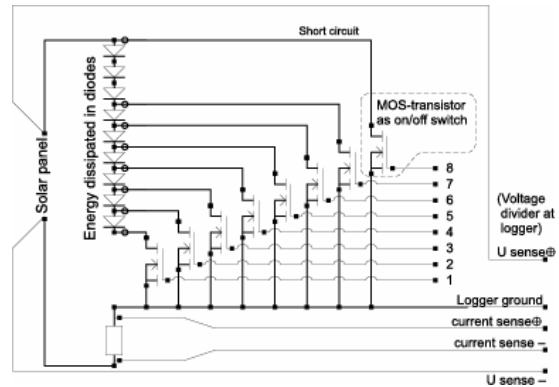 Short circuit
MOS-transistor
as on/off switch
Solar panel
Energy dissipated in diodes
8
7
6
5
4
3
2
1
(Voltage
divider at
logger)
U sense⊕
Logger ground
current sense⊕
current sense –
U sense –